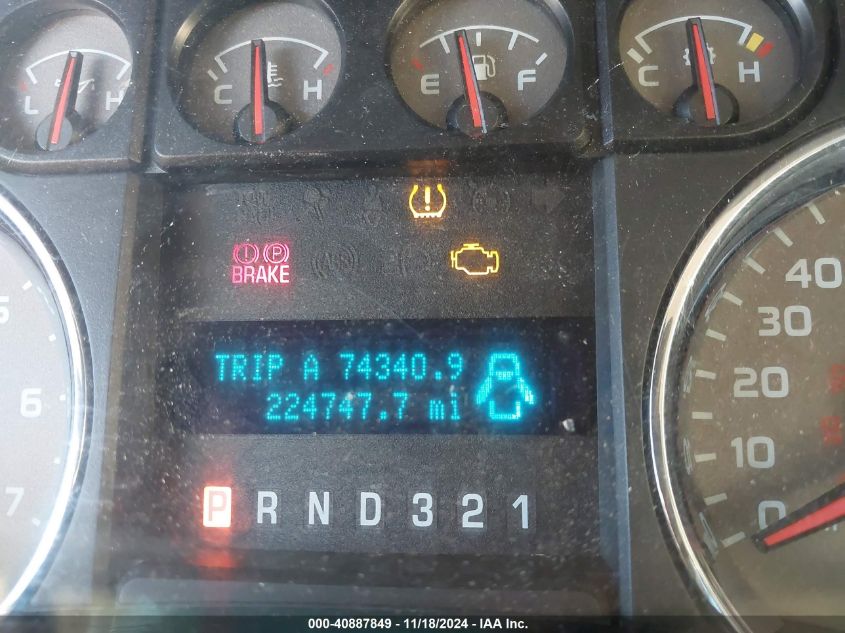 L H
C H
E F
C H
BRAKE
TRIP A 74340.9
224747.7 mi
P R N D 3 2 1
5
6
7
40
30
20
10
0
000-40887849 - 11/18/2024 - IAA Inc.